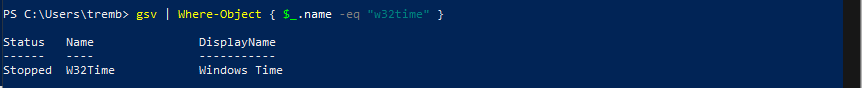 PS C:\Users\tremb> gsv | Where-Object { $_.name -eq "w32time" }
Status   Name               DisplayName
------   ----               -----------
Stopped  W32Time            Windows Time